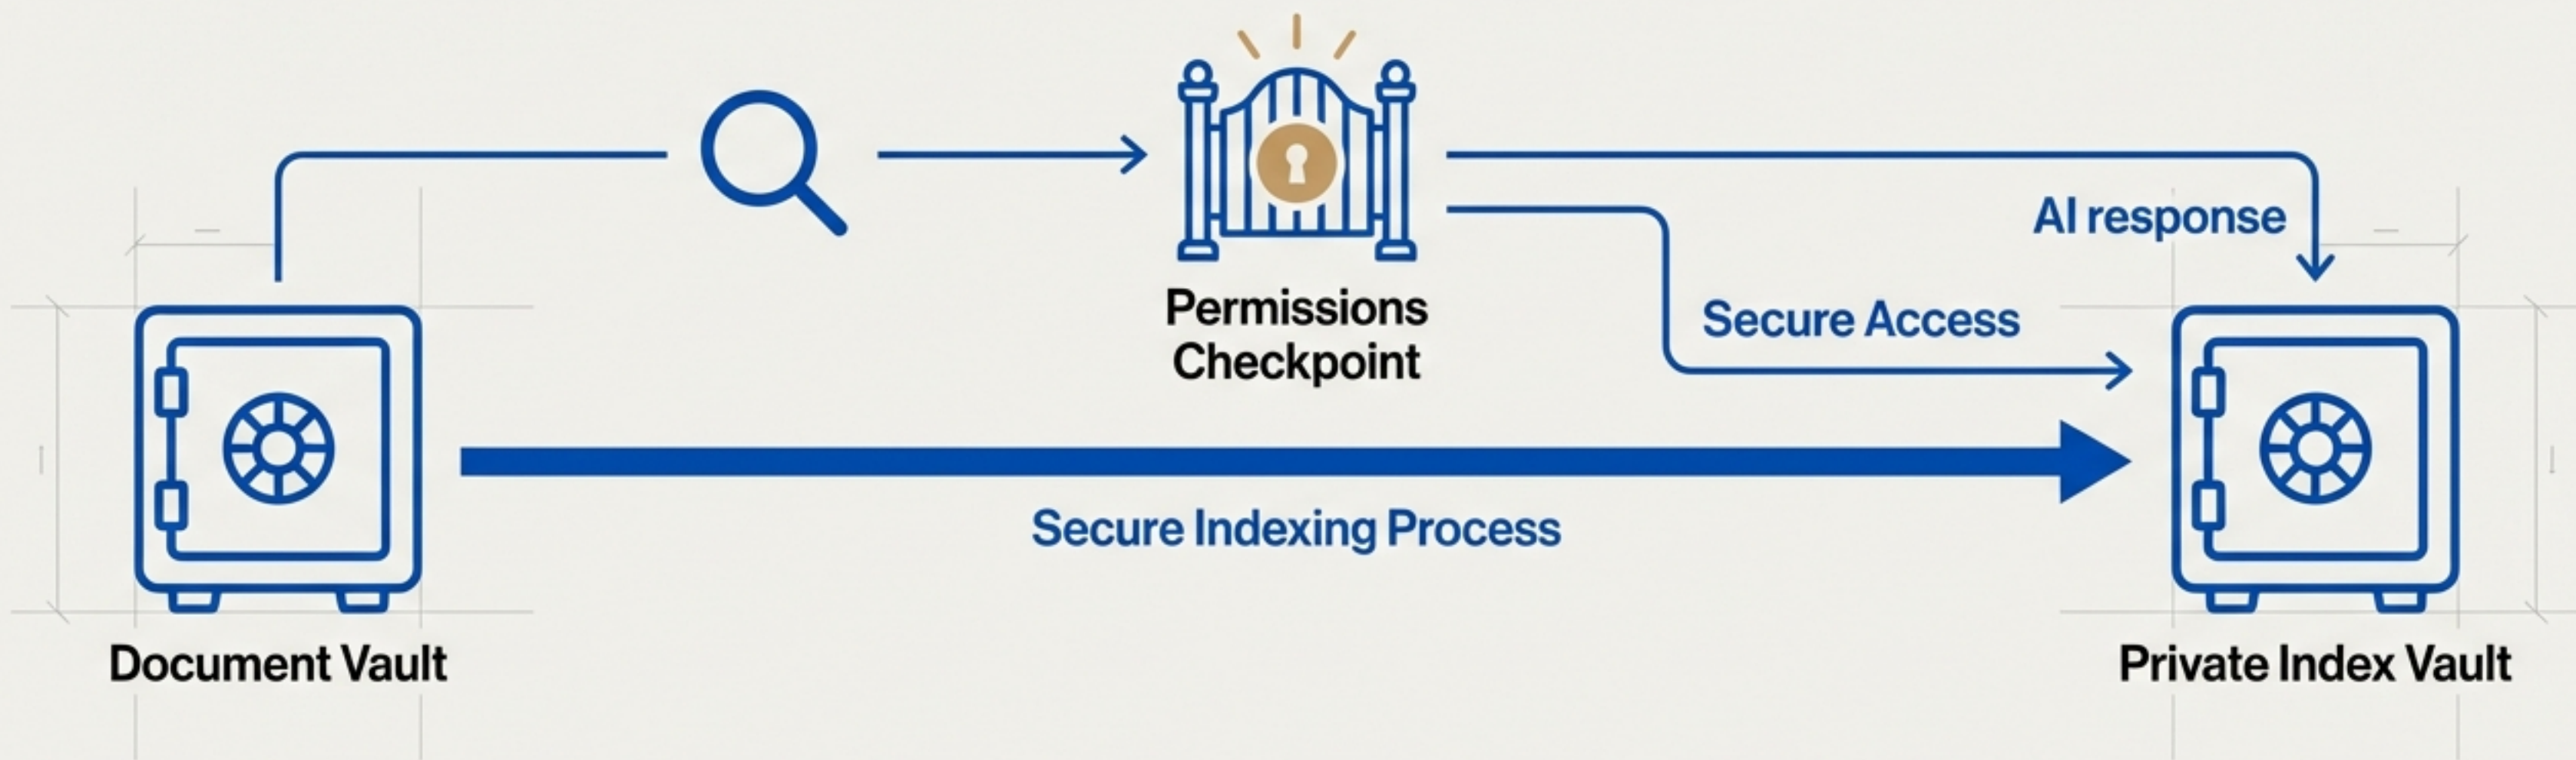 AI response
Permissions
Checkpoint
Secure Access
Secure Indexing Process
Document Vault
Private Index Vault